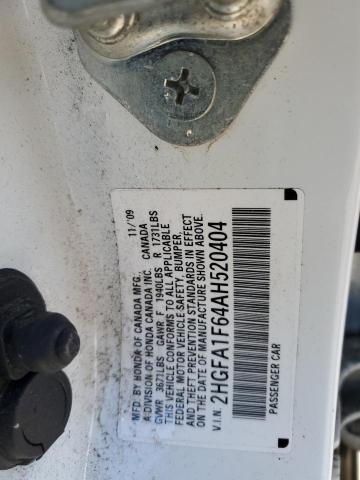 MFD. BY HONDA OF CANADA MFG., 11/'09
A DIVISION OF HONDA CANADA INC. CANADA
GVWR 3671LBS GAWR F 1940LBS R 1731LBS
THIS VEHICLE CONFORMS TO ALL APPLICABLE
FEDERAL MOTOR VEHICLE SAFETY, BUMPER,
AND THEFT PREVENTION STANDARDS IN EFFECT
ON THE DATE OF MANUFACTURE SHOWN ABOVE.
V.I.N. 2HGFA1F64AH520404
PASSENGER CAR